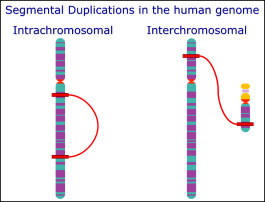 Segmental Duplications in the human genome
Intrachromosomal
Interchromosomal